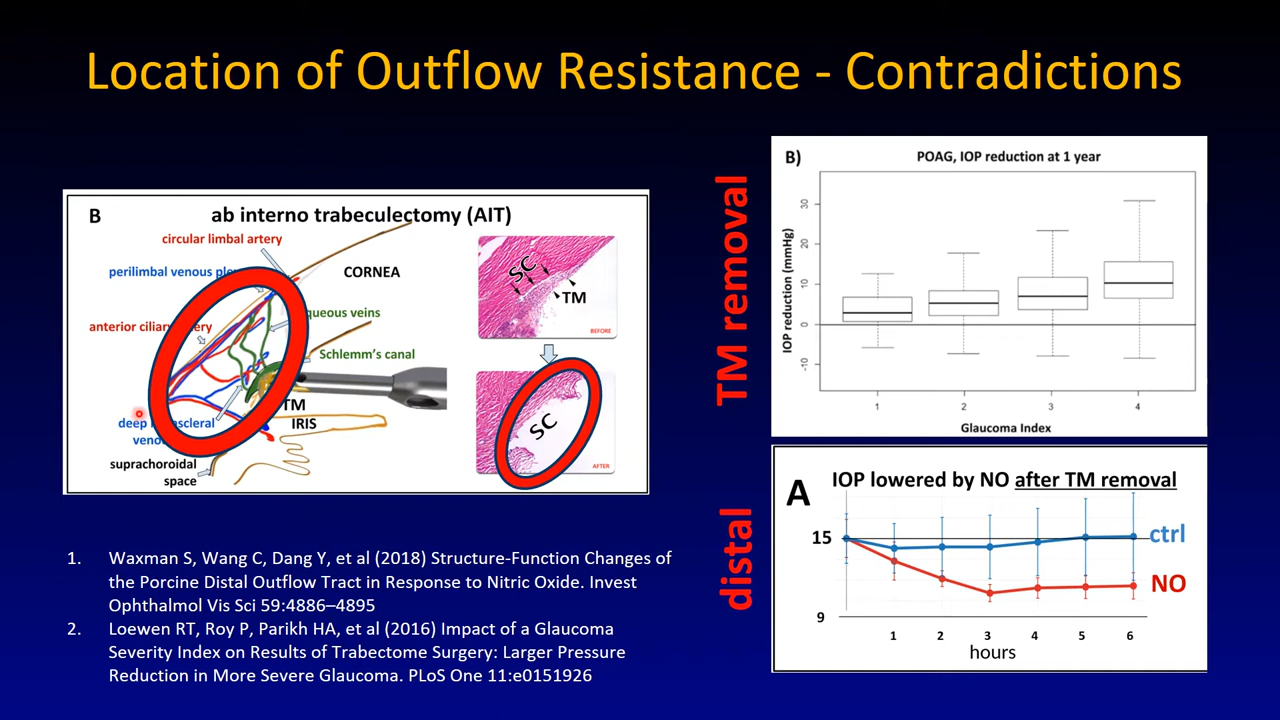 Location of Outflow Resistance - Contradictions
B
ab interno trabeculectomy (AIT)
circular limbal artery
perilimbal venous
CORNEA
anterior
aqueous veins
Schlemm's canal
TM
IRIS
deep
suprachoroidal
space
SC
TM
BEFORE
SC
AFTER
TM removal
B)
POAG, IOP reduction at 1 year
IOP reduction (mmHg)
30
20
10
0
-10
1 2 3 4
Glaucoma Index
distal
A
IOP lowered by NO after TM removal
15
ctrl
NO
9
1 2 3 4 5 6
hours
1. Waxman S, Wang C, Dang Y, et al (2018) Structure-Function Changes of
the Porcine Distal Outflow Tract in Response to Nitric Oxide. Invest
Ophthalmol Vis Sci 59:4886–4895
2. Loewen RT, Roy P, Parikh HA, et al (2016) Impact of a Glaucoma
Severity Index on Results of Trabectome Surgery: Larger Pressure
Reduction in More Severe Glaucoma. PLoS One 11:e0151926